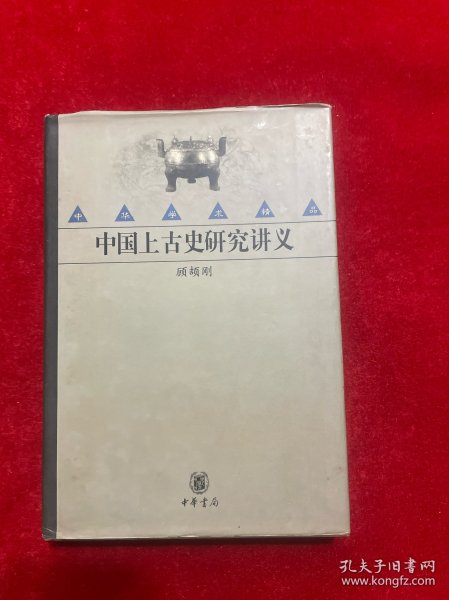 中华学术精品
中国上古史研究讲义
顾颉刚
中華書局
孔夫子旧书网
www.kongfz.com